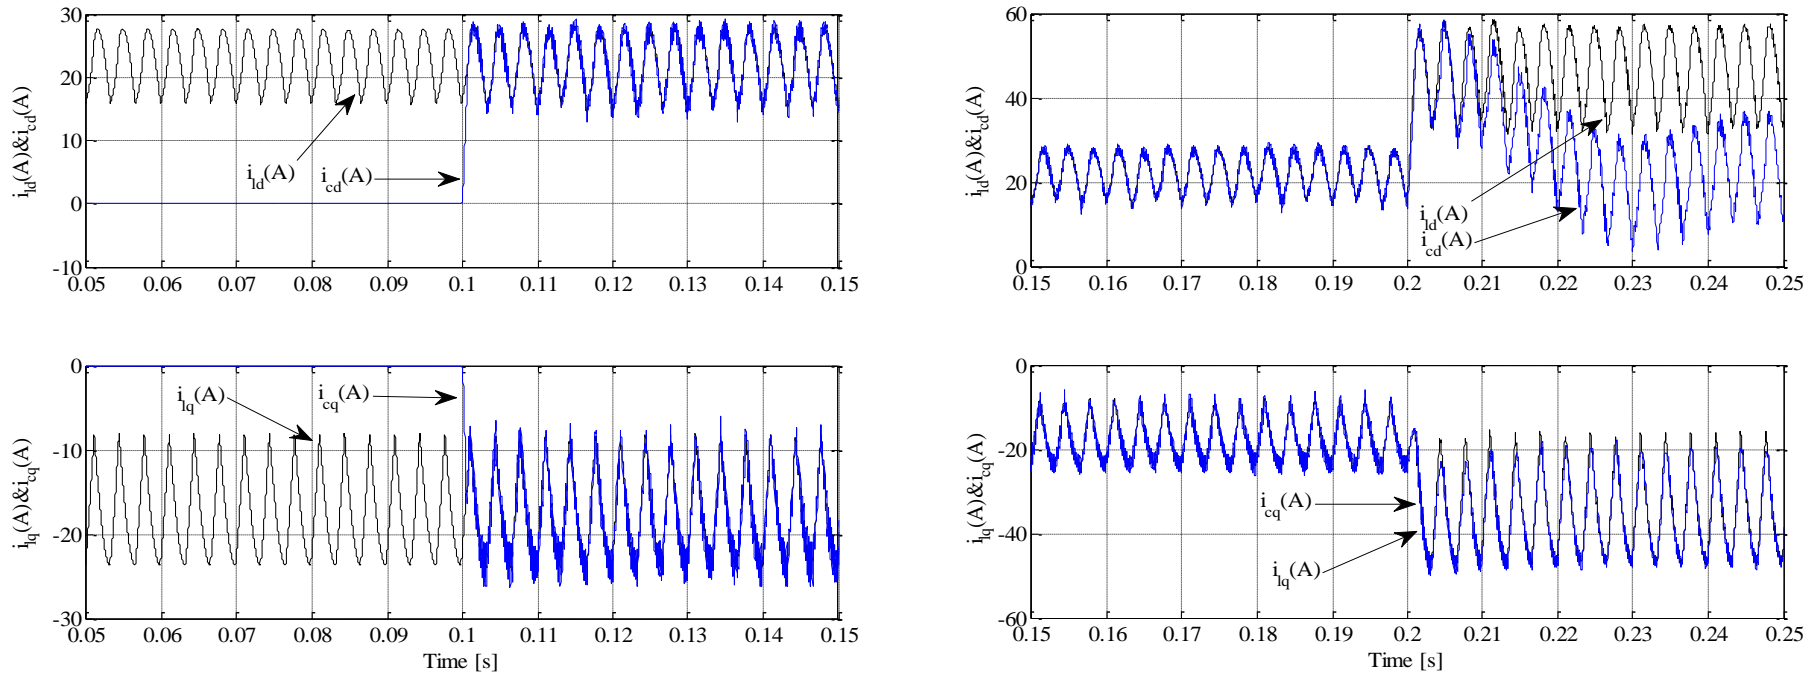 30
20
10
0
-10
i_ld(A)&i_cd(A)
i_ld(A)
i_cd(A)
0.05 0.06 0.07 0.08 0.09 0.1 0.11 0.12 0.13 0.14 0.15
60
40
20
0
i_ld(A)&i_cd(A)
i_ld(A)
i_cd(A)
0.15 0.16 0.17 0.18 0.19 0.2 0.21 0.22 0.23 0.24 0.25
0
-10
-20
-30
i_lq(A)&i_cq(A)
i_lq(A)
i_cq(A)
0.05 0.06 0.07 0.08 0.09 0.1 0.11 0.12 0.13 0.14 0.15
Time [s]
0
-20
-40
-60
i_lq(A)&i_cq(A)
i_cq(A)
i_lq(A)
0.15 0.16 0.17 0.18 0.19 0.2 0.21 0.22 0.23 0.24 0.25
Time [s]